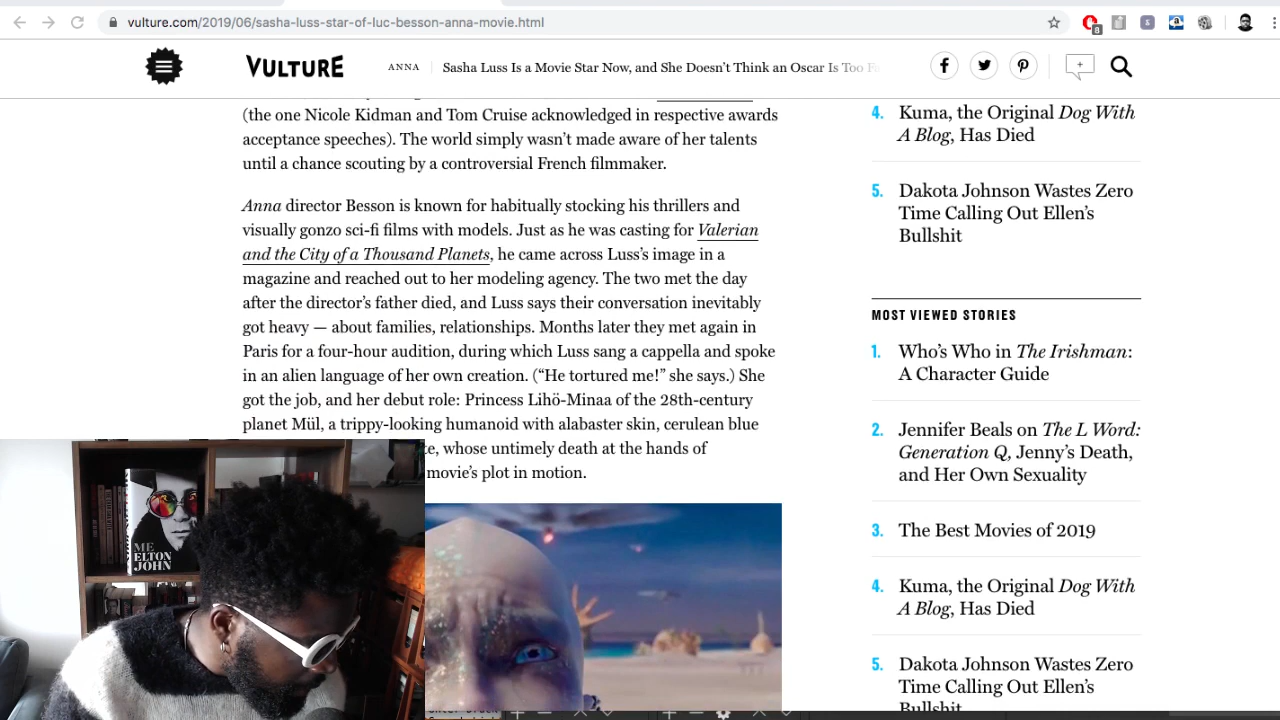 vulture.com/2019/06/sasha-luss-star-of-luc-besson-anna-movie.html
8
VULTURE
ANNA
Sasha Luss Is a Movie Star Now, and She Doesn't Think an Oscar Is Too
(the one Nicole Kidman and Tom Cruise acknowledged in respective awards
acceptance speeches). The world simply wasn't made aware of her talents
until a chance scouting by a controversial French filmmaker.
Anna director Besson is known for habitually stocking his thrillers and
visually gonzo sci-fi films with models. Just as he was casting for Valerian
and the City of a Thousand Planets, he came across Luss's image in a
magazine and reached out to her modeling agency. The two met the day
after the director's father died, and Luss says their conversation inevitably
got heavy — about families, relationships. Months later they met again in
Paris for a four-hour audition, during which Luss sang a cappella and spoke
in an alien language of her own creation. ("He tortured me!" she says.) She
got the job, and her debut role: Princess Lihö-Minaa of the 28th-century
planet Mül, a trippy-looking humanoid with alabaster skin, cerulean blue
whose untimely death at the hands of
movie's plot in motion.
ME
ELTON
JOHN
4. Kuma, the Original Dog With
A Blog, Has Died
5. Dakota Johnson Wastes Zero
Time Calling Out Ellen's
Bullshit
MOST VIEWED STORIES
1. Who's Who in The Irishman:
A Character Guide
2. Jennifer Beals on The L Word:
Generation Q, Jenny's Death,
and Her Own Sexuality
3. The Best Movies of 2019
4. Kuma, the Original Dog With
A Blog, Has Died
5. Dakota Johnson Wastes Zero
Time Calling Out Ellen's
Bullshit